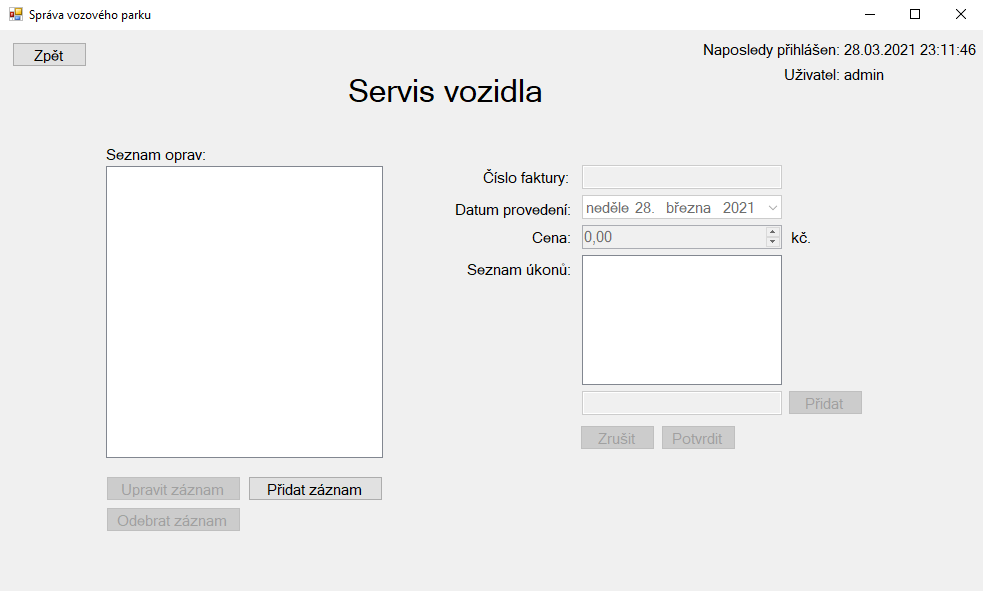 Správa vozového parku
Zpět
Naposledy přihlášen: 28.03.2021 23:11:46
Uživatel: admin
Servis vozidla
Seznam oprav:
Číslo faktury:
Datum provedení:
neděle 28. března 2021
Cena:
0,00
kč.
Seznam úkonů:
Přidat
Zrušit
Potvrdit
Upravit záznam
Přidat záznam
Odebrat záznam